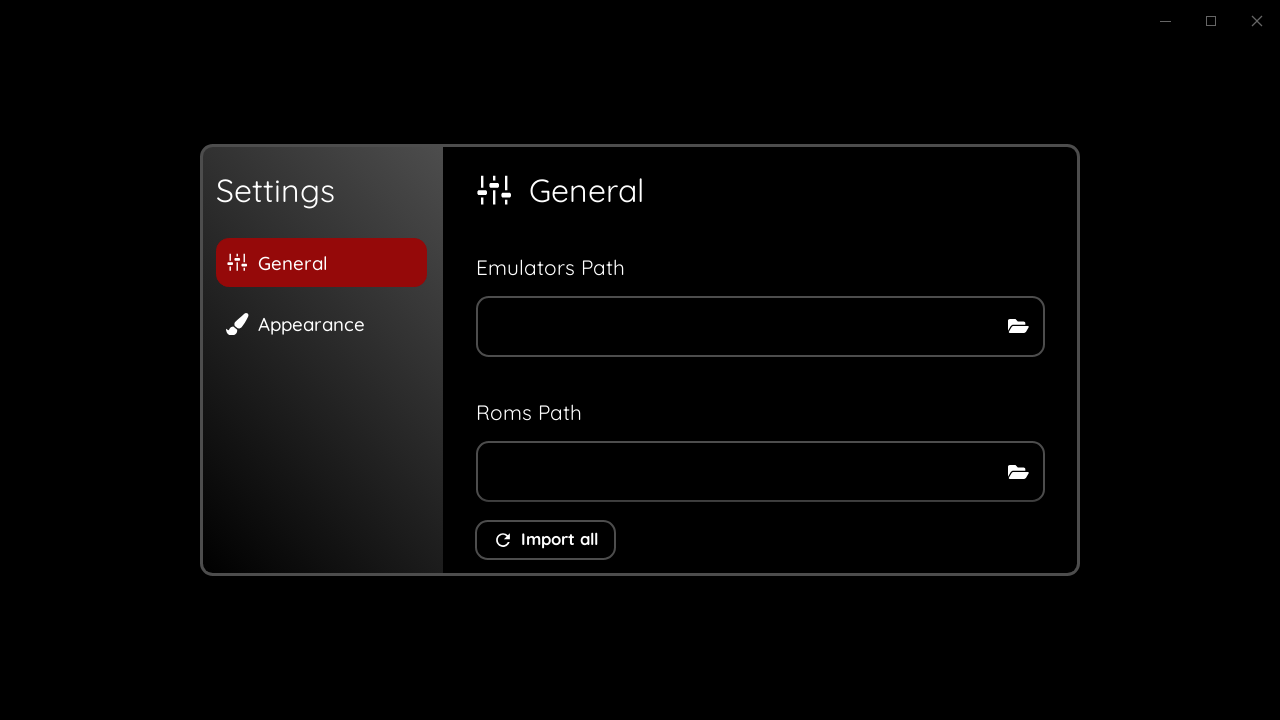 Settings
General
Appearance
General
Emulators Path
Roms Path
Import all